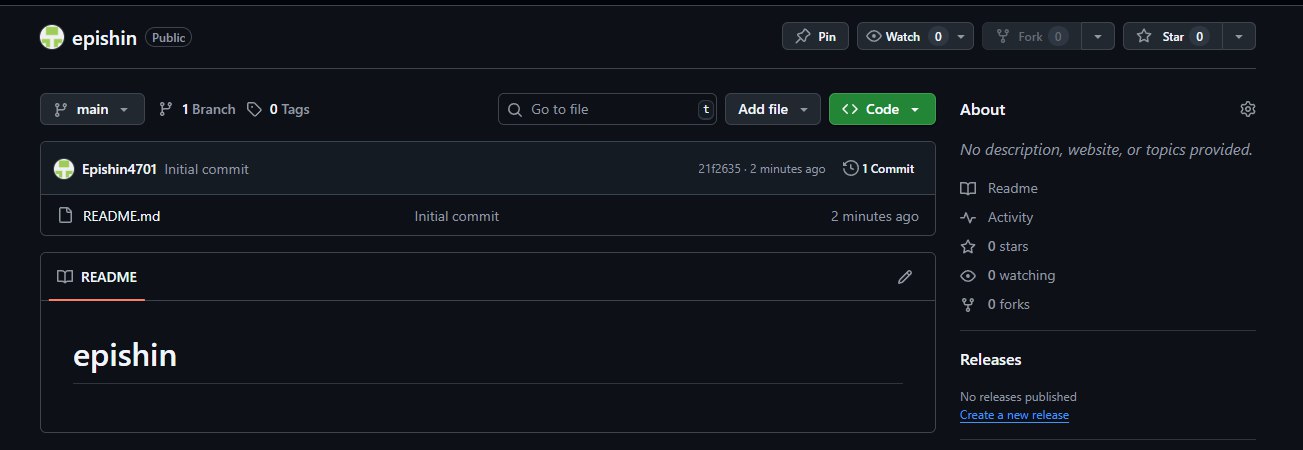 epishin Public Pin Watch 0 Fork 0 Star 0
main 1 Branch 0 Tags Go to file t Add file Code
Epishin4701 Initial commit 21f2635 · 2 minutes ago 1 Commit
README.md Initial commit 2 minutes ago
README
epishin
About
No description, website, or topics provided.
Readme
Activity
0 stars
0 watching
0 forks
Releases
No releases published
Create a new release